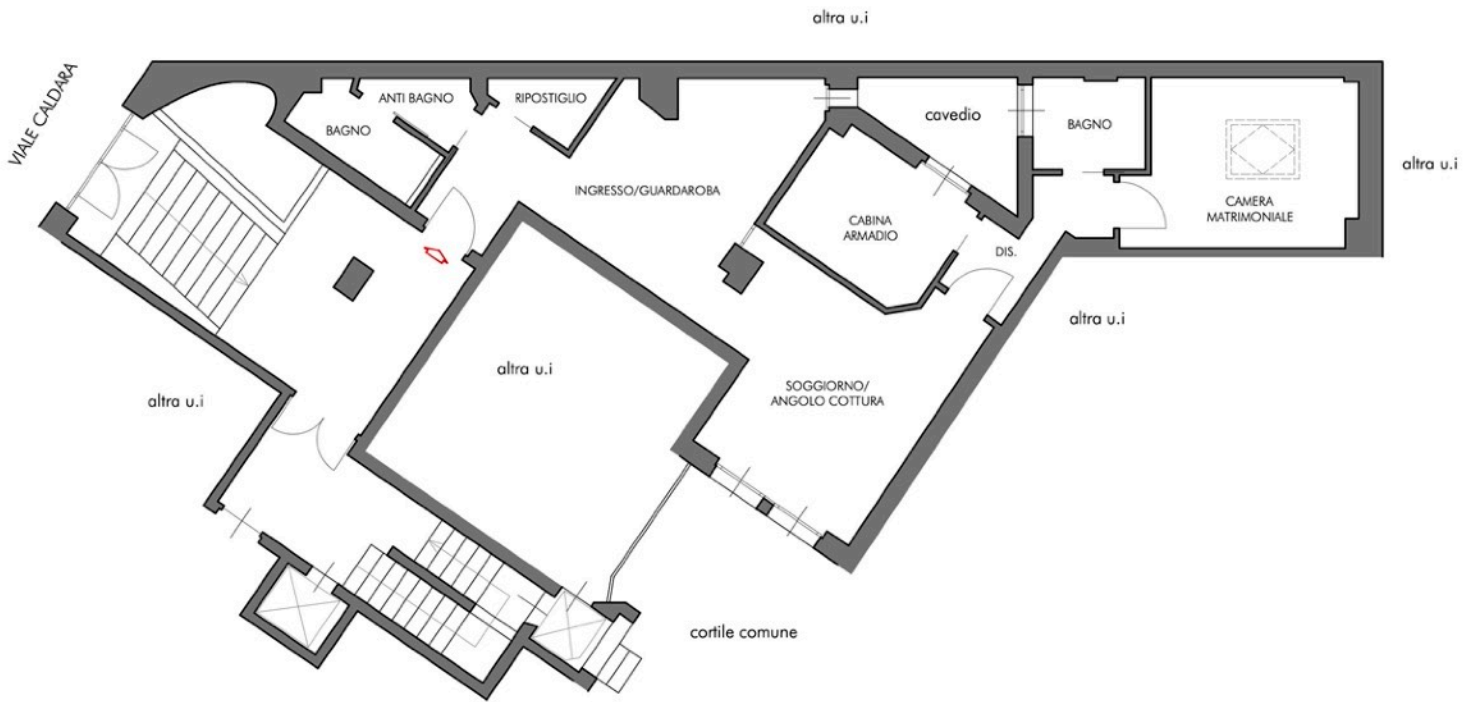 altra u.i
VIALE CALDARA
ANTI BAGNO
RIPOSTIGLIO
BAGNO
cavedio
BAGNO
altra u.i
INGRESSO/GUARDAROBA
CABINA
ARMADIO
CAMERA
MATRIMONIALE
DIS.
altra u.i
altra u.i
SOGGIORNO/
ANGOLO COTTURA
altra u.i
cortile comune